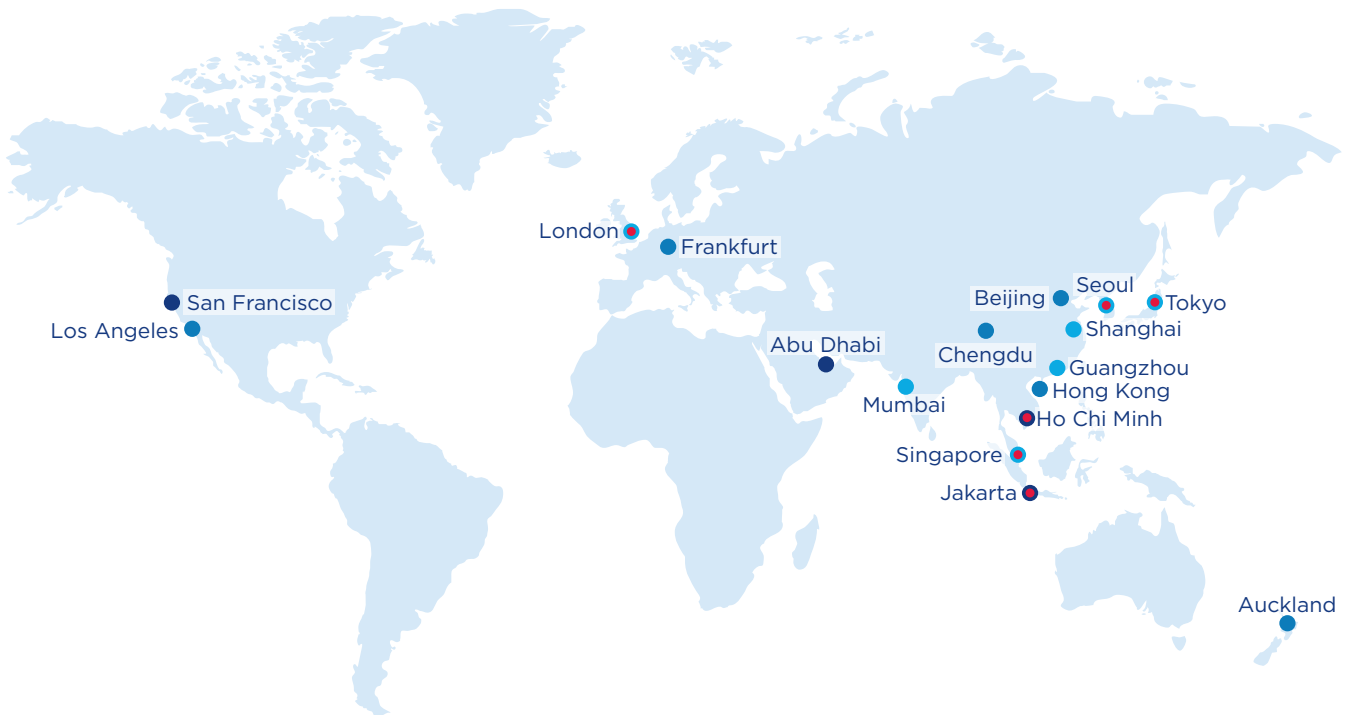 London
Frankfurt
San Francisco
Los Angeles
Beijing
Seoul
Tokyo
Shanghai
Abu Dhabi
Chengdu
Guangzhou
Mumbai
Hong Kong
Ho Chi Minh
Singapore
Jakarta
Auckland